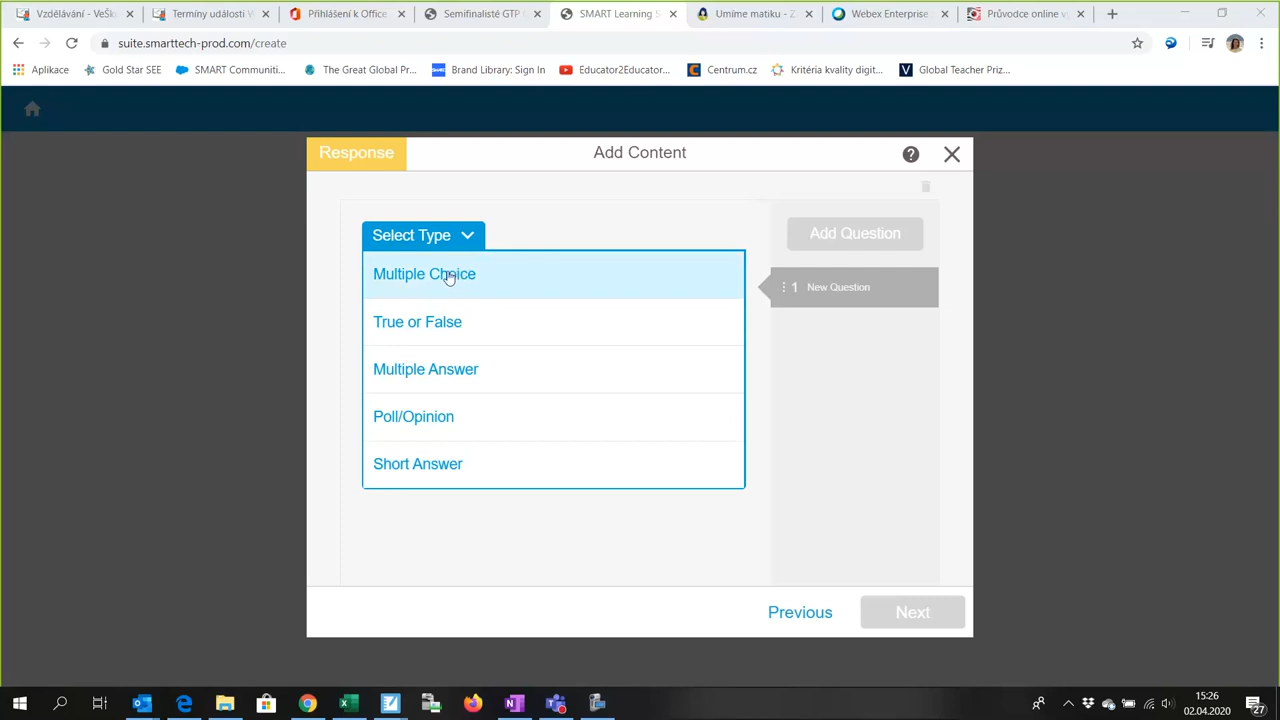 Vzdělávání - VeŠk
Termíny události W
Přihlášení k Office
Semifinalisté GTP
SMART Learning S
Umíme matiku - Z
Webex Enterprise
Průvodce online v
suite.smarttech-prod.com/create
Aplikace
Gold Star SEE
SMART Communiti...
The Great Global Pr...
Brand Library: Sign In
Educator2Educator...
Centrum.cz
Kritéria kvality digit...
Global Teacher Priz...
Response
Add Content
Select Type
Add Question
Multiple Choice
1 New Question
True or False
Multiple Answer
Poll/Opinion
Short Answer
Previous
Next
15:26
02.04.2020
27